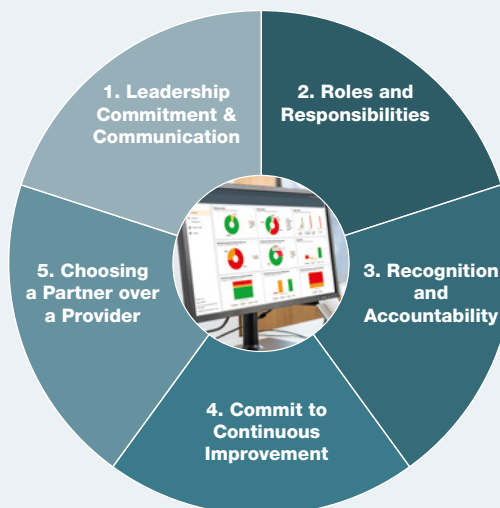 1. Leadership
Commitment &
Communication
2. Roles and
Responsibilities
3. Recognition
and
Accountability
4. Commit to
Continuous
Improvement
5. Choosing
a Partner over
a Provider